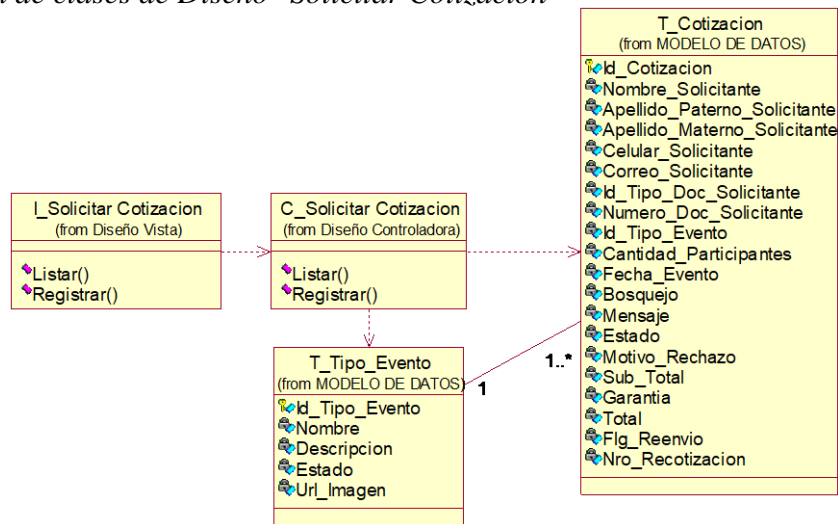 de clases de Diseño "Solicitar Cotización"
T_Cotizacion
(from MODELO DE DATOS)
Id_Cotizacion
Nombre_Solicitante
Apellido_Paterno_Solicitante
Apellido_Materno_Solicitante
Celular_Solicitante
Correo_Solicitante
Id_Tipo_Doc_Solicitante
Numero_Doc_Solicitante
Id_Tipo_Evento
Cantidad_Participantes
Fecha_Evento
Bosquejo
Mensaje
Estado
Motivo_Rechazo
Sub_Total
Garantia
Total
Flg_Reenvio
Nro_Recotizacion
I_Solicitar Cotizacion
(from Diseño Vista)
Listar()
Registrar()
C_Solicitar Cotizacion
(from Diseño Controladora)
Listar()
Registrar()
1..*
1
T_Tipo_Evento
(from MODELO DE DATOS)
Id_Tipo_Evento
Nombre
Descripcion
Estado
Url_Imagen